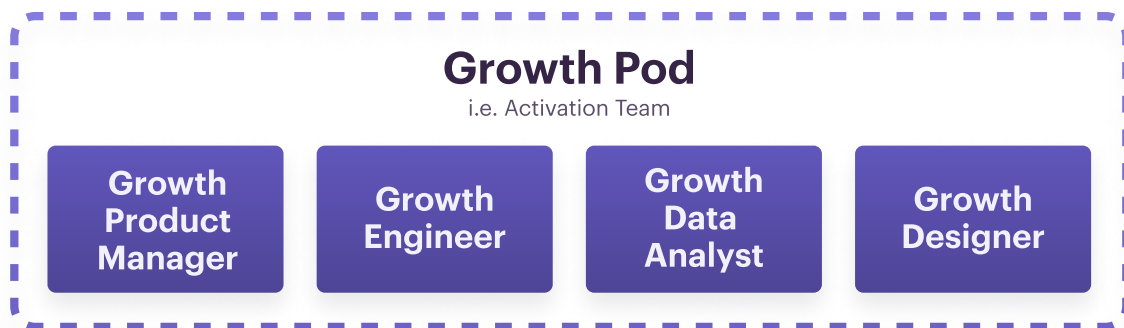 Growth Pod
i.e. Activation Team
Growth
Product
Manager
Growth
Engineer
Growth
Data
Analyst
Growth
Designer